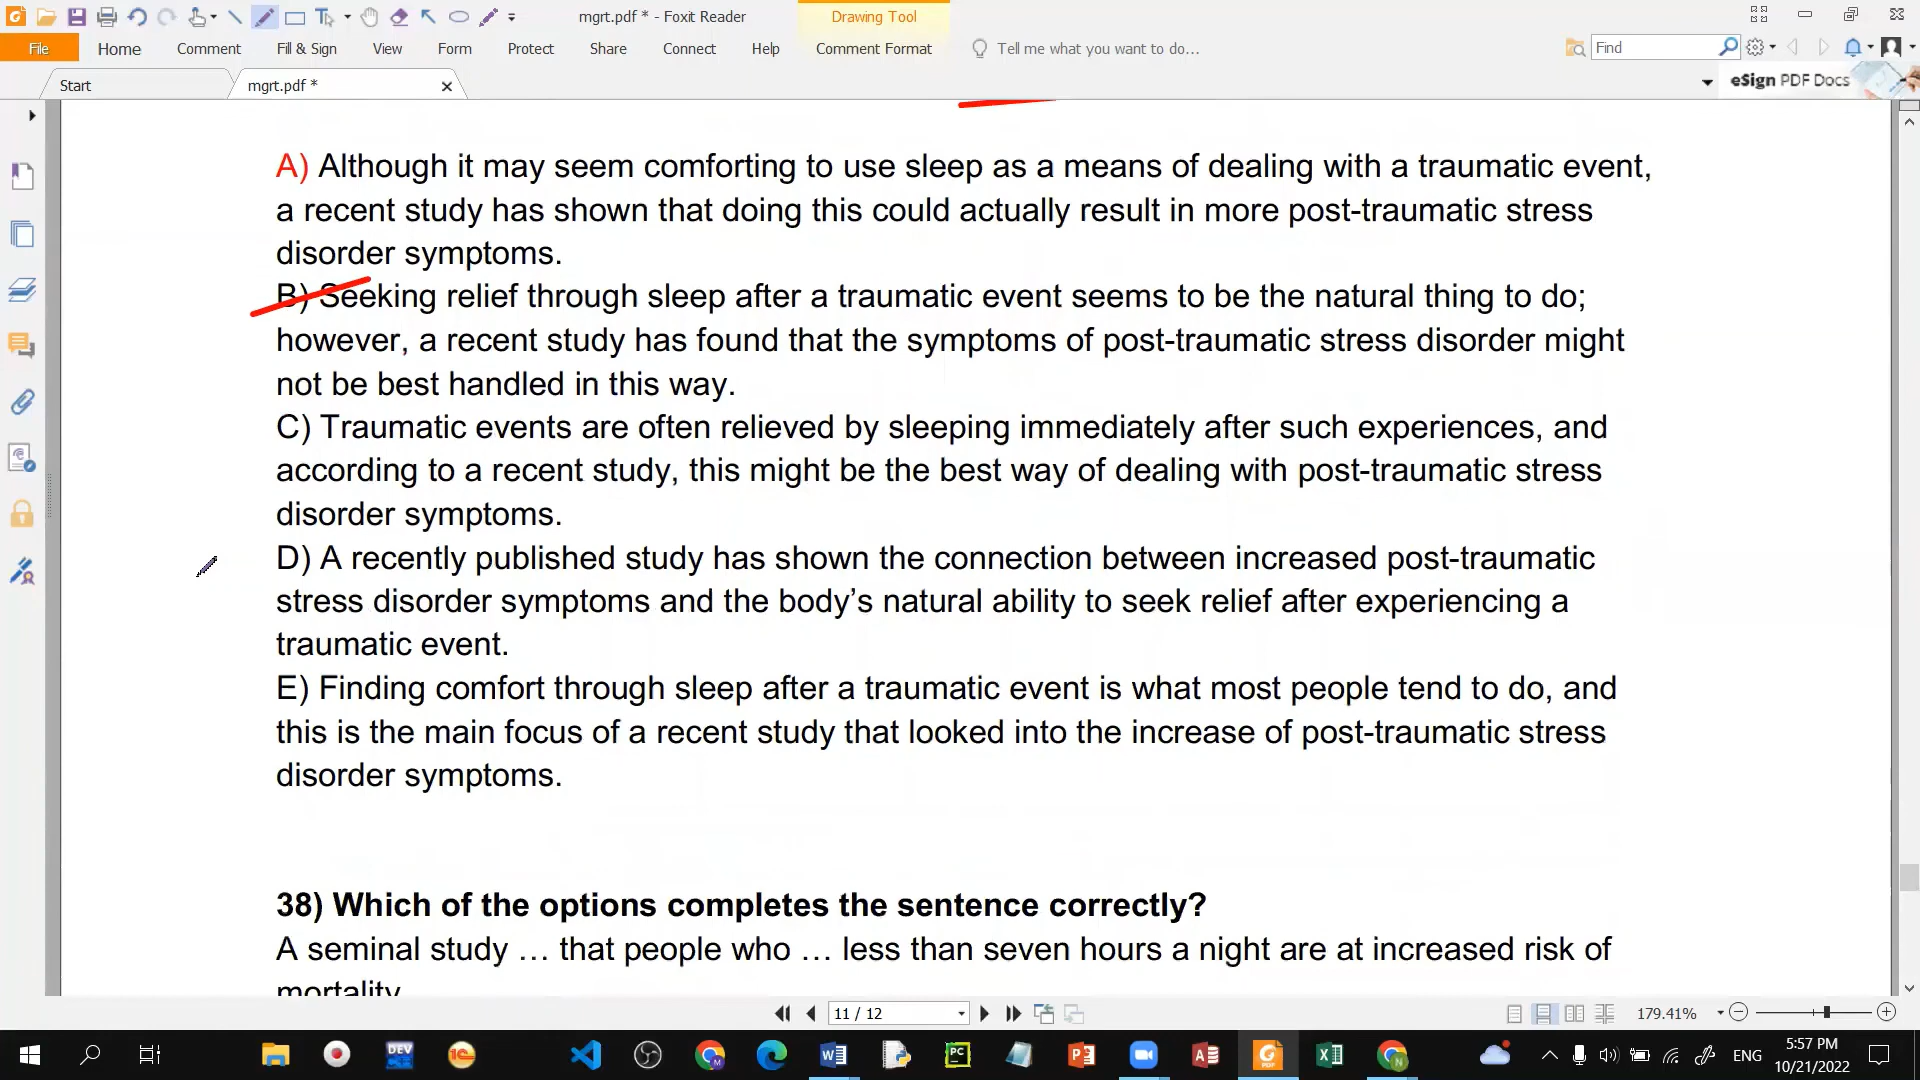 mgrt.pdf * - Foxit Reader
Drawing Tool
File
Home
Comment
Fill & Sign
View
Form
Protect
Share
Connect
Help
Comment Format
Tell me what you want to do...
Find
Start
mgrt.pdf *
eSign PDF Docs
A) Although it may seem comforting to use sleep as a means of dealing with a traumatic event,
a recent study has shown that doing this could actually result in more post-traumatic stress
disorder symptoms.
B) Seeking relief through sleep after a traumatic event seems to be the natural thing to do;
however, a recent study has found that the symptoms of post-traumatic stress disorder might
not be best handled in this way.
C) Traumatic events are often relieved by sleeping immediately after such experiences, and
according to a recent study, this might be the best way of dealing with post-traumatic stress
disorder symptoms.
D) A recently published study has shown the connection between increased post-traumatic
stress disorder symptoms and the body’s natural ability to seek relief after experiencing a
traumatic event.
E) Finding comfort through sleep after a traumatic event is what most people tend to do, and
this is the main focus of a recent study that looked into the increase of post-traumatic stress
disorder symptoms.
38) Which of the options completes the sentence correctly?
A seminal study … that people who … less than seven hours a night are at increased risk of
mortality
11 / 12
179.41%
DEV
1C
PC
ENG
5:57 PM
10/21/2022